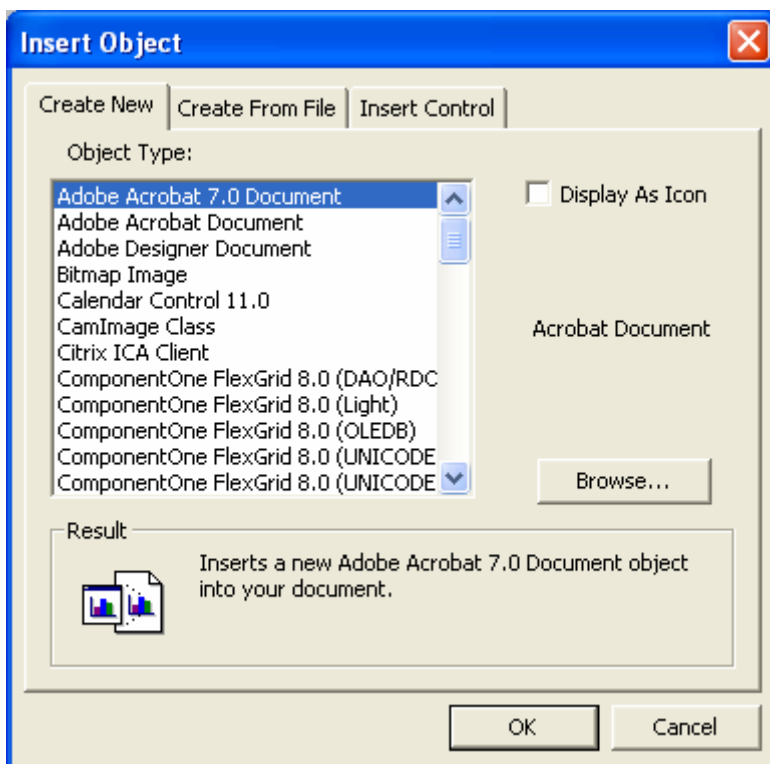 Insert Object
Create New
Create From File
Insert Control
Object Type:
Adobe Acrobat 7.0 Document
Adobe Acrobat Document
Adobe Designer Document
Bitmap Image
Calendar Control 11.0
CamImage Class
Citrix ICA Client
ComponentOne FlexGrid 8.0 (DAO/RDC
ComponentOne FlexGrid 8.0 (Light)
ComponentOne FlexGrid 8.0 (OLEDB)
ComponentOne FlexGrid 8.0 (UNICODE
ComponentOne FlexGrid 8.0 (UNICODE
Display As Icon
Acrobat Document
Browse...
Result
Inserts a new Adobe Acrobat 7.0 Document object
into your document.
OK
Cancel